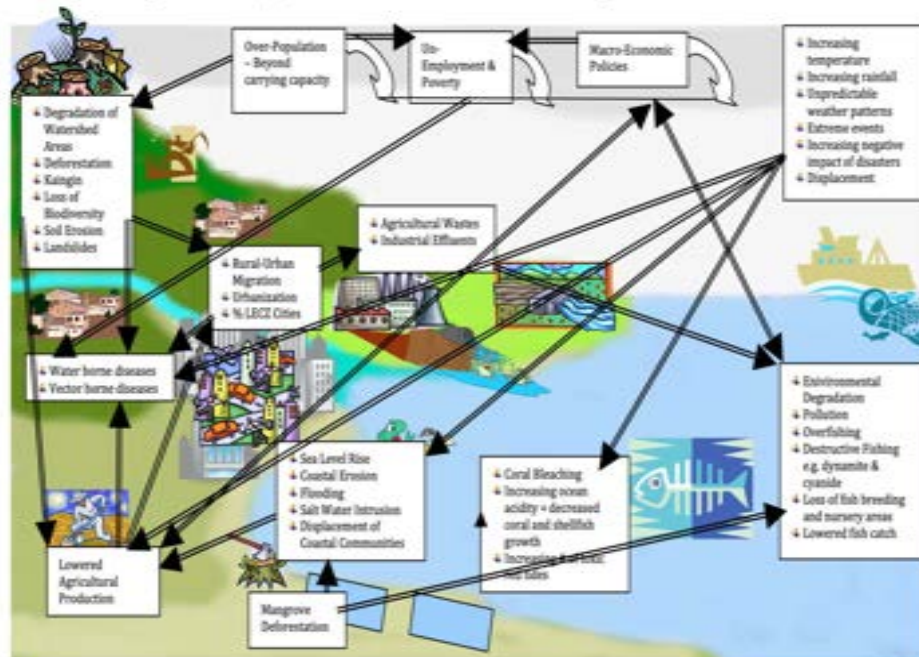 Over-Population
– Beyond
carrying capacity
Un-
Employment &
Poverty
Macro-Economic
Policies
Increasing
temperature
Increasing rainfall
Unpredictable
weather patterns
Extreme events
Increasing negative
impact of disasters
Displacement
Degradation of
Watershed
Areas
Deforestation
Kaingin
Loss of
Biodiversity
Soil Erosion
Landslides
Agricultural Wastes
Industrial Effluents
Rural-Urban
Migration
Urbanization
% LECZ Cities
Water borne diseases
Vector borne diseases
Sea Level Rise
Coastal Erosion
Flooding
Salt Water Intrusion
Displacement of
Coastal Communities
Coral Bleaching
Increasing ocean
acidity = decreased
coral and shellfish
growth
Increasing # of
tides
Exivironmental
Degradation
Pollution
Overfishing
Destructive Fishing
e.g. dynamite &
cyanide
Loss of fish breeding
and nursery areas
Lowered fish catch
Lowered
Agricultural
Production
Mangrove
Deforestation